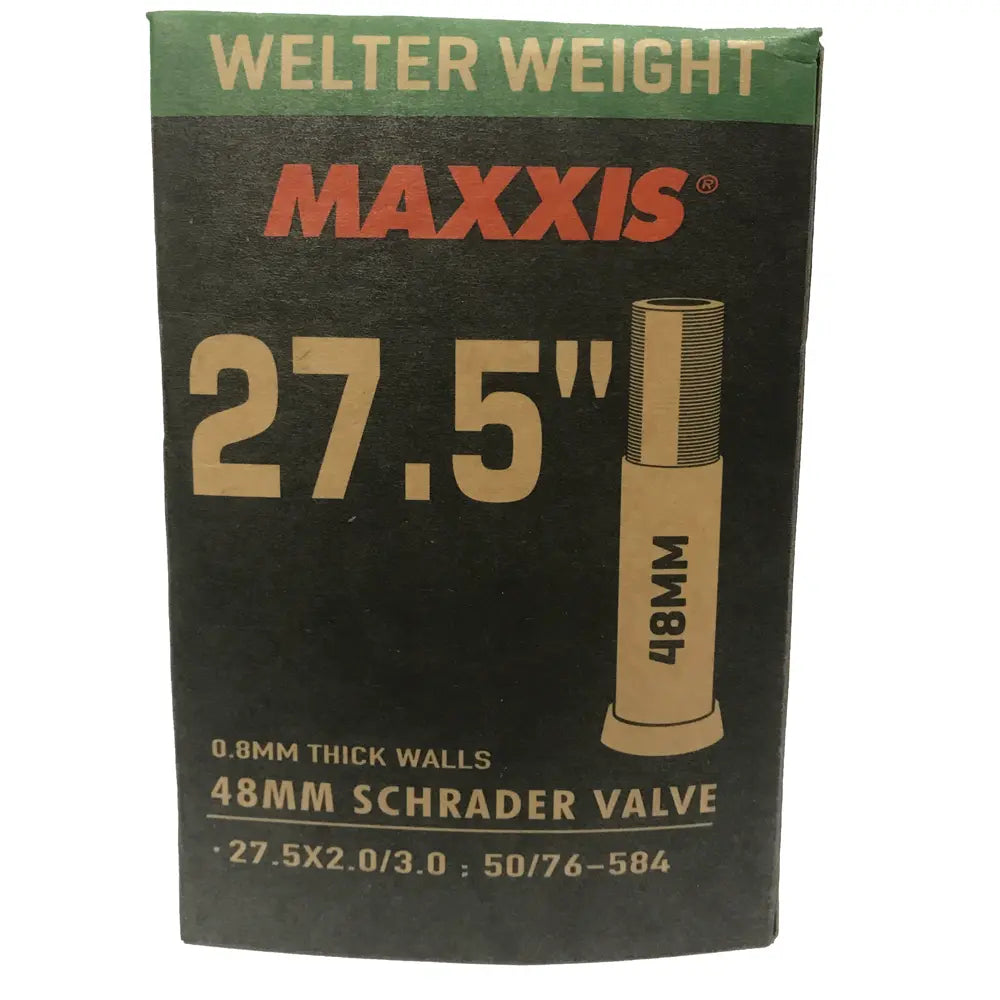 WELTER WEIGHT
MAXXIS®
27.5"
48MM
0.8MM THICK WALLS
48MM SCHRADER VALVE
· 27.5X2.0/3.0 : 50/76-584